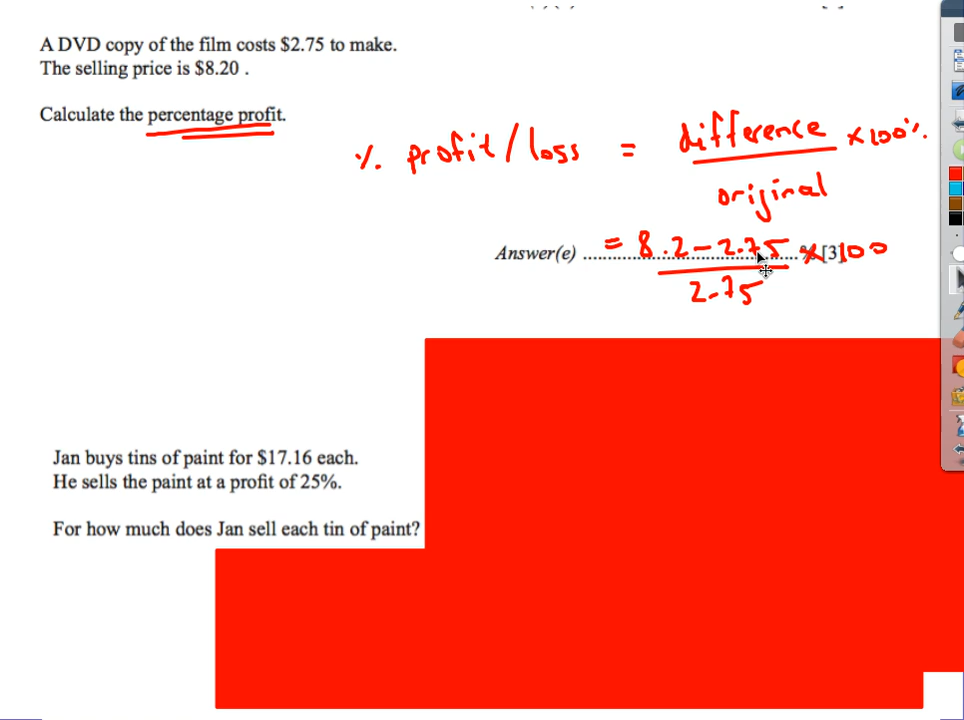 A DVD copy of the film costs $2.75 to make.
The selling price is $8.20 .
Calculate the percentage profit.
% profit/loss = difference/original ×100%.
Answer(e) .......... % [3]
= 8.2-2.75/2.75 × 100
Jan buys tins of paint for $17.16 each.
He sells the paint at a profit of 25%.
For how much does Jan sell each tin of paint?